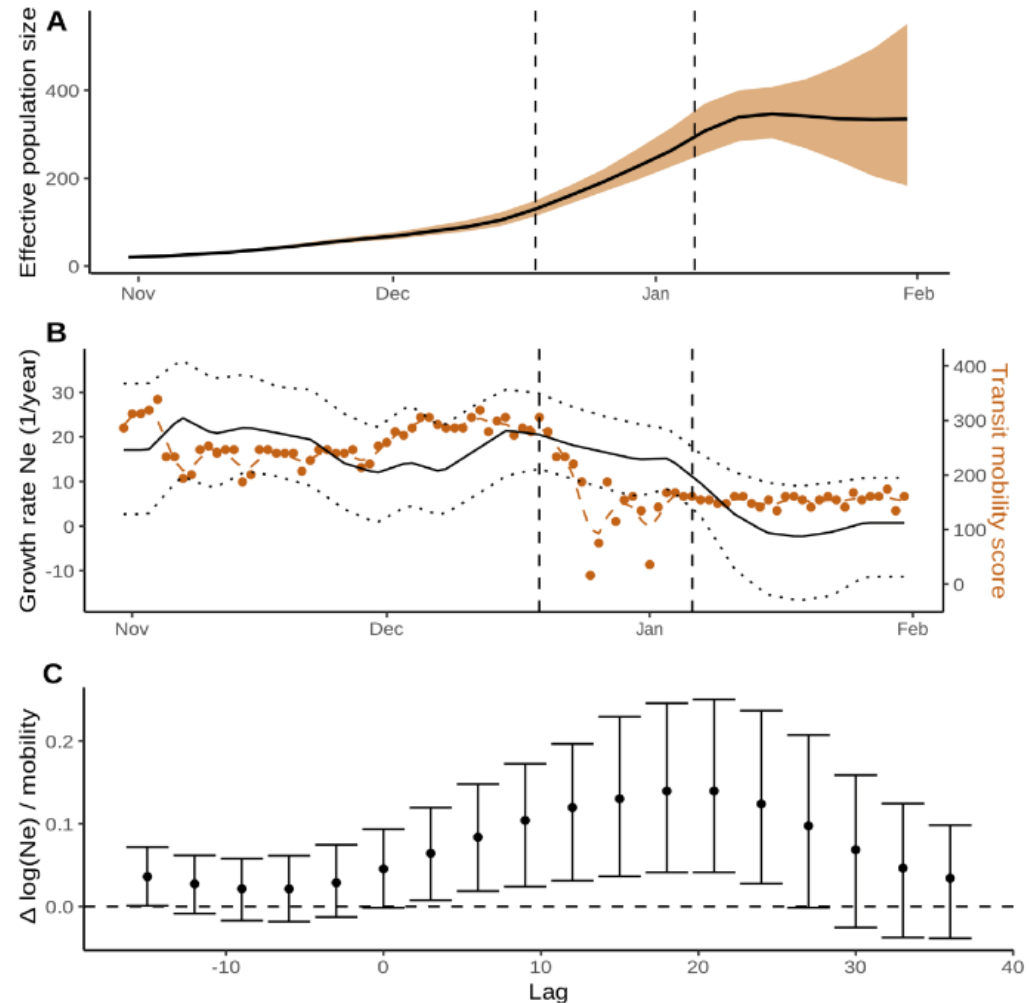 A
Effective population size
400
200
0
Nov Dec Jan Feb
B
Growth rate Ne (1/year)
30
20
10
0
-10
400
300
200
100
0
Transit mobility score
Nov Dec Jan Feb
C
Δ log(Ne) / mobility
0.2
0.1
0.0
-10 0 10 20 30 40
Lag